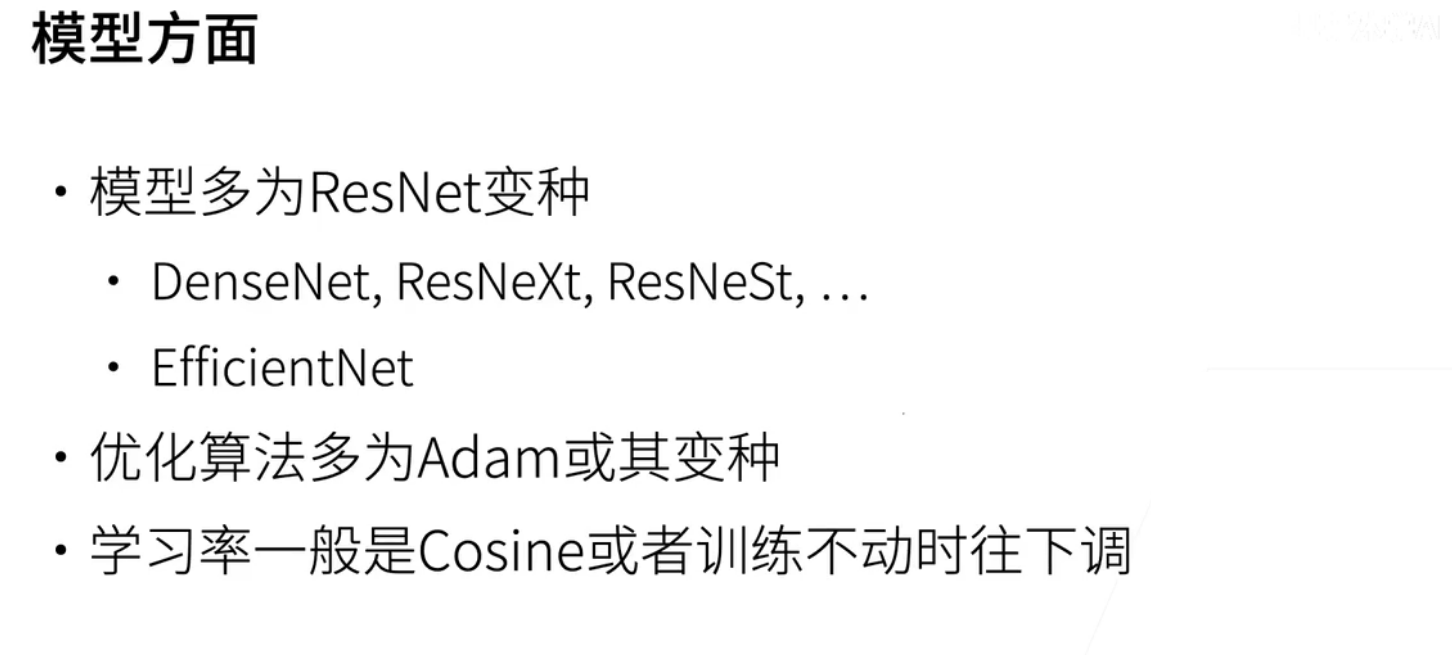 模型方面
• 模型多为ResNet变种
• DenseNet, ResNeXt, ResNeSt, …
• EfficientNet
• 优化算法多为Adam或其变种
• 学习率一般是Cosine或者训练不动时往下调